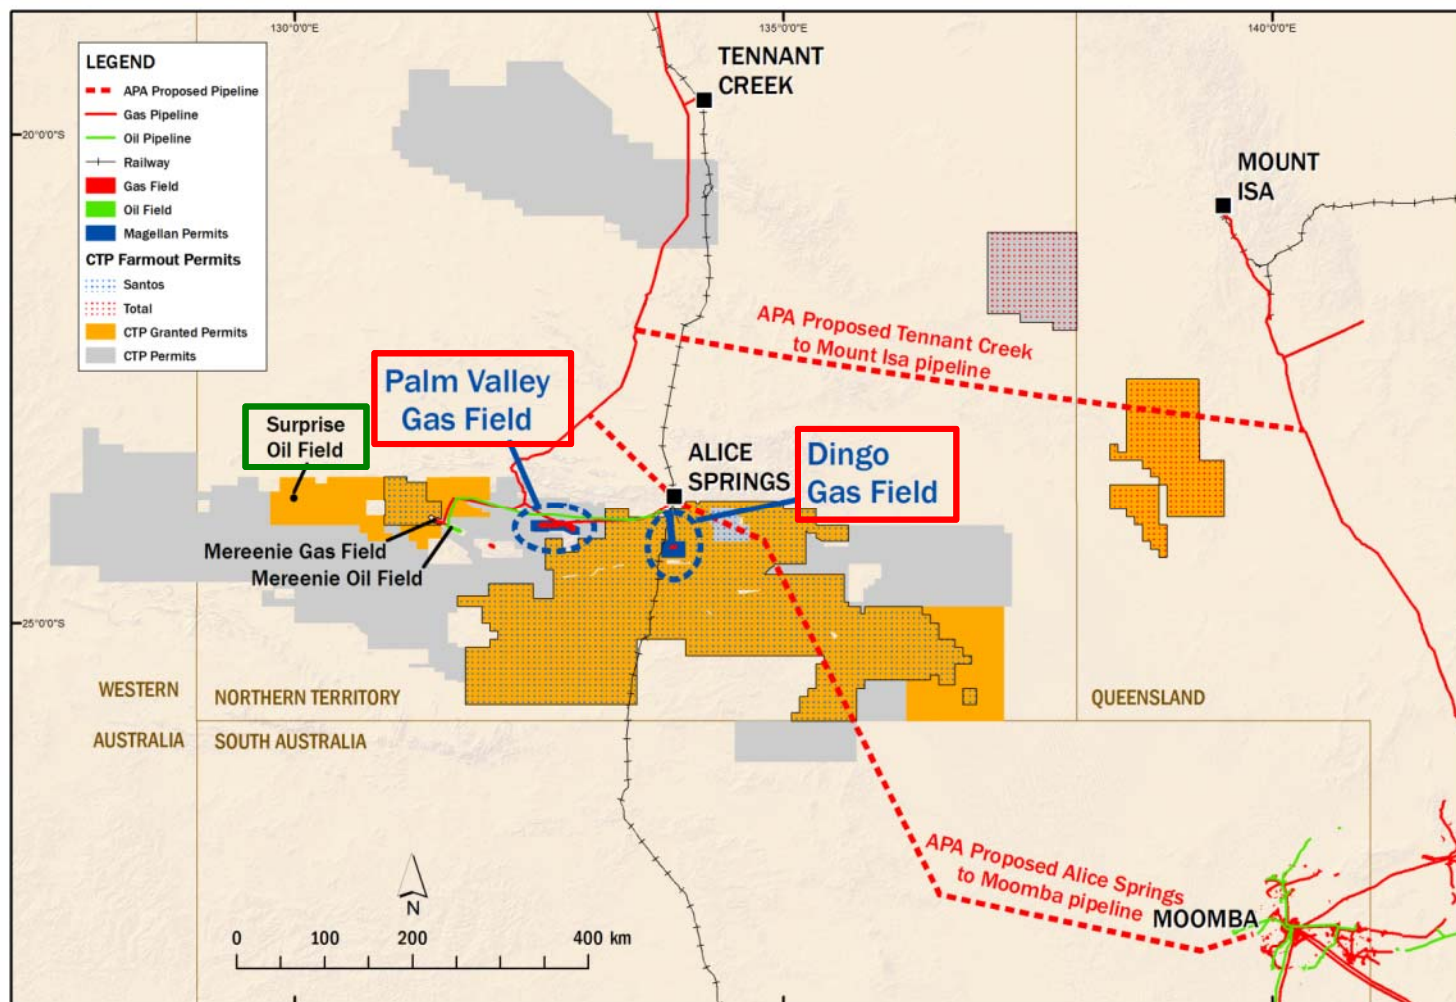 130°0'0"E
135°0'0"E
140°0'0"E
20°0'0"S
25°0'0"S
LEGEND
APA Proposed Pipeline
Gas Pipeline
Oil Pipeline
Railway
Gas Field
Oil Field
Magellan Permits
CTP Farmout Permits
Santos
Total
CTP Granted Permits
CTP Permits
TENNANT
CREEK
MOUNT
ISA
APA Proposed Tennant Creek
to Mount Isa pipeline
Palm Valley
Gas Field
Surprise
Oil Field
ALICE
SPRINGS
Dingo
Gas Field
Mereenie Gas Field
Mereenie Oil Field
WESTERN
AUSTRALIA
NORTHERN TERRITORY
SOUTH AUSTRALIA
QUEENSLAND
APA Proposed Alice Springs
to Moomba pipeline
MOOMBA
N
0 100 200 400 km